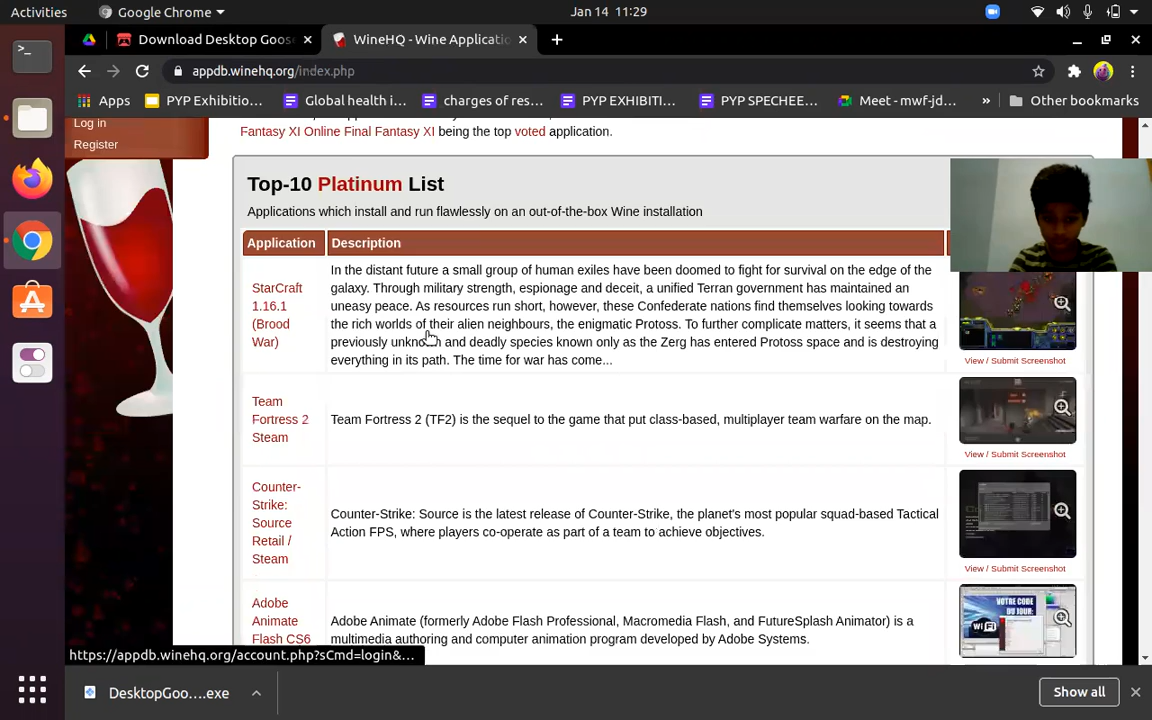 Activities Google Chrome Jan 14 11:29
Download Desktop Goos WineHQ - Wine Applicatio
appdb.winehq.org/index.php
Apps PYP Exhibitio... Global health i... charges of res... PYP EXHIBITI... PYP SPECHEE... Meet - mwf-jd... » Other bookmarks
Log in
Register
Fantasy XI Online Final Fantasy XI being the top voted application.
Top-10 Platinum List
Applications which install and run flawlessly on an out-of-the-box Wine installation
Application Description
StarCraft
1.16.1
(Brood
War)
In the distant future a small group of human exiles have been doomed to fight for survival on the edge of the
galaxy. Through military strength, espionage and deceit, a unified Terran government has maintained an
uneasy peace. As resources run short, however, these Confederate nations find themselves looking towards
the rich worlds of their alien neighbours, the enigmatic Protoss. To further complicate matters, it seems that a
previously unknown and deadly species known only as the Zerg has entered Protoss space and is destroying
everything in its path. The time for war has come...
View / Submit Screenshot
Team
Fortress 2
Steam
Team Fortress 2 (TF2) is the sequel to the game that put class-based, multiplayer team warfare on the map.
View / Submit Screenshot
Counter-
Strike:
Source
Retail /
Steam
Counter-Strike: Source is the latest release of Counter-Strike, the planet's most popular squad-based Tactical
Action FPS, where players co-operate as part of a team to achieve objectives.
View / Submit Screenshot
Adobe
Animate
Flash CS6
Adobe Animate (formerly Adobe Flash Professional, Macromedia Flash, and FutureSplash Animator) is a
multimedia authoring and computer animation program developed by Adobe Systems.
VOTRE CODE
DU JOUR:
WiFi
https://appdb.winehq.org/account.php?sCmd=login&...
DesktopGoo....exe Show all